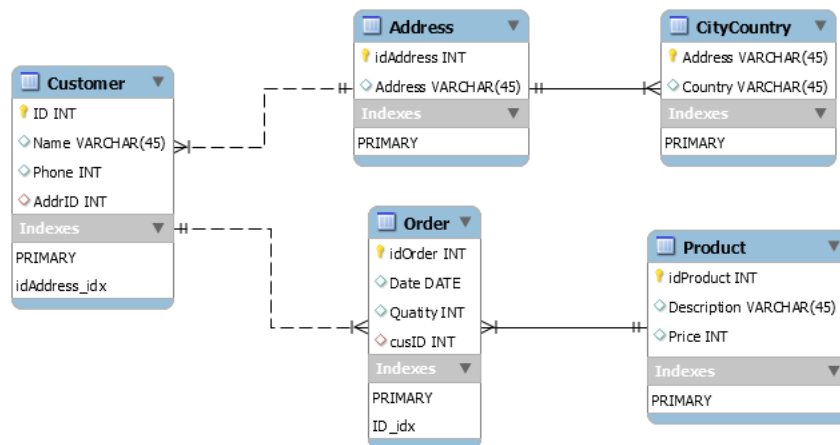 Customer
ID INT
Name VARCHAR(45)
Phone INT
AddrID INT
Indexes
PRIMARY
idAddress_idx
Address
idAddress INT
Address VARCHAR(45)
Indexes
PRIMARY
CityCountry
Address VARCHAR(45)
Country VARCHAR(45)
Indexes
PRIMARY
Order
idOrder INT
Date DATE
Quatity INT
cusID INT
Indexes
PRIMARY
ID_idx
Product
idProduct INT
Description VARCHAR(45)
Price INT
Indexes
PRIMARY